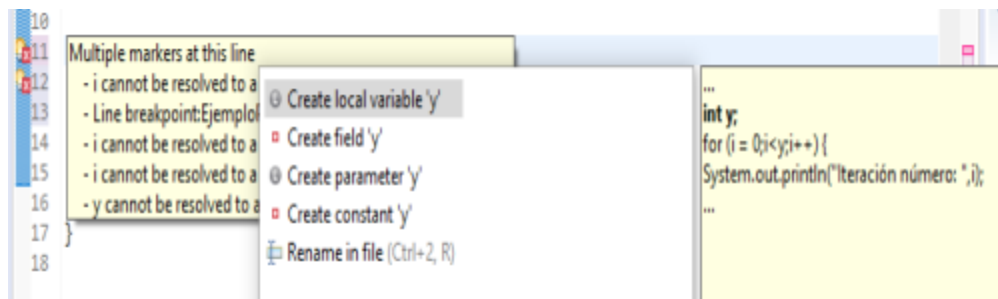 10
11
12
13
14
15
16
17 }
18
Multiple markers at this line
- i cannot be resolved to a
- Line breakpoint:Ejemplo
- i cannot be resolved to a
- i cannot be resolved to a
- y cannot be resolved to a
Create local variable 'y'
Create field 'y'
Create parameter 'y'
Create constant 'y'
Rename in file (Ctrl+2, R)
...
int y;
for (i = 0;i<y;i++) {
System.out.println("Iteración número: ",i);
...